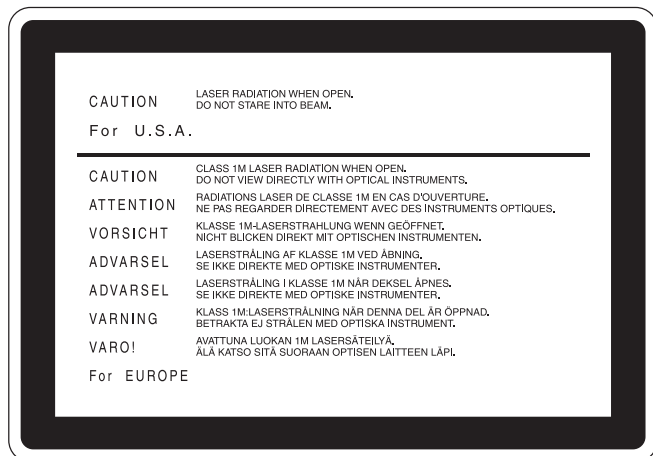 CAUTION LASER RADIATION WHEN OPEN.
DO NOT STARE INTO BEAM.
For U.S.A.
CAUTION CLASS 1M LASER RADIATION WHEN OPEN.
DO NOT VIEW DIRECTLY WITH OPTICAL INSTRUMENTS.
ATTENTION RADIATIONS LASER DE CLASSE 1M EN CAS D'OUVERTURE.
NE PAS REGARDER DIRECTEMENT AVEC DES INSTRUMENTS OPTIQUES.
VORSICHT KLASSE 1M-LASERSTRAHLUNG WENN GEÖFFNET.
NICHT BLICKEN DIREKT MIT OPTISCHEN INSTRUMENTEN.
ADVARSEL LASERSTRÅLING AF KLASSE 1M VED ÅBNING.
SE IKKE DIREKTE MED OPTISKE INSTRUMENTER.
ADVARSEL LASERSTRÅLING I KLASSE 1M NÅR DEKSEL ÅPNES.
SE IKKE DIREKTE MED OPTISKE INSTRUMENTER.
VARNING KLASS 1M:LASERSTRÅLNING NÄR DENNA DEL ÄR ÖPPNAD.
BETRAKTA EJ STRÅLEN MED OPTISKA INSTRUMENT.
VARO! AVATTUNA LUOKAN 1M LASERSÄTEILYÄ.
ÄLÄ KATSO SITÄ SUORAAN OPTISEN LAITTEEN LÄPI.
For EUROPE